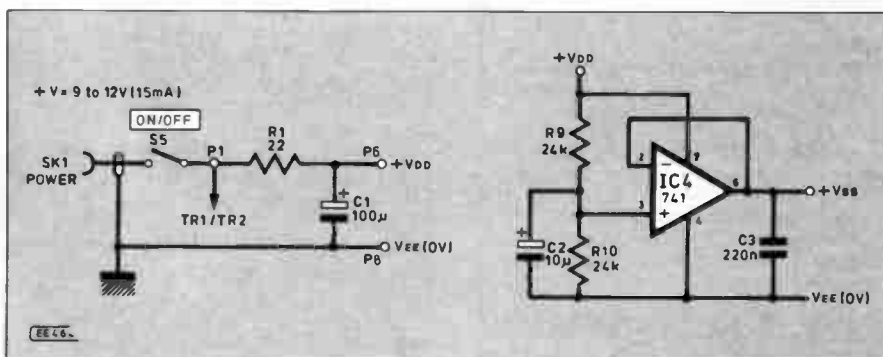 +V= 9 to 12V (15mA)
ON/OFF
S5
P1
R1
22
P6
+VDD
SK1
POWER
TR1/TR2
+
C1
100μ
VEE(0V)
P8
+VDD
R9
24k
2
−
7
IC4
741
6
+VSS
3
+
4
+
C2
10μ
R10
24k
C3
220n
VEE(0V)